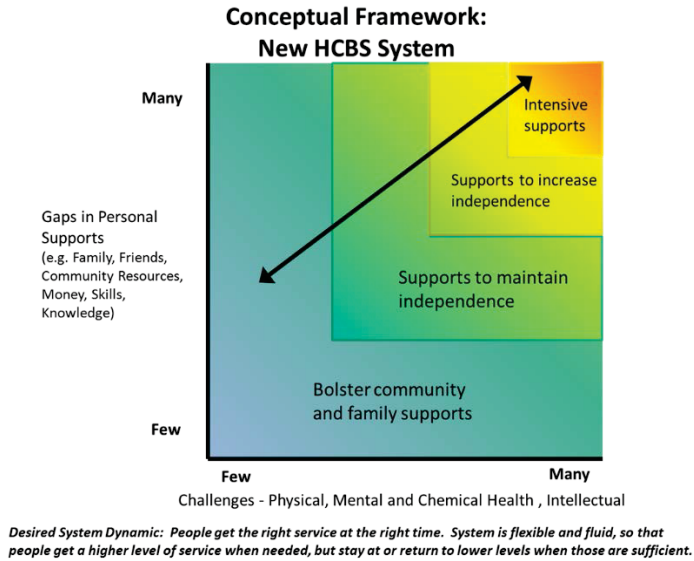 Conceptual Framework:
New HCBS System
Many
Intensive
supports
Supports to increase
independence
Gaps in Personal
Supports
(e.g. Family, Friends,
Community Resources,
Money, Skills,
Knowledge)
Supports to maintain
independence
Bolster community
and family supports
Few
Few
Many
Challenges - Physical, Mental and Chemical Health , Intellectual
Desired System Dynamic: People get the right service at the right time. System is flexible and fluid, so that
people get a higher level of service when needed, but stay at or return to lower levels when those are sufficient.